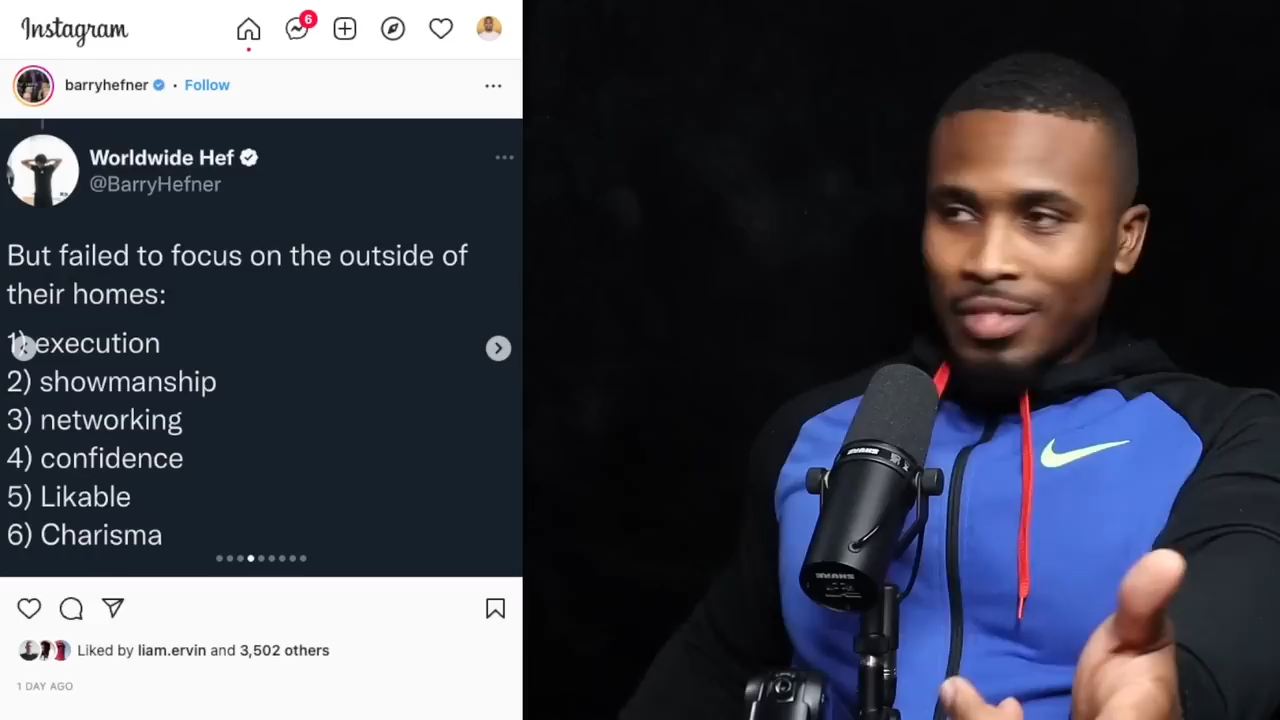 Instagram
6
barryhefner • Follow
Worldwide Hef
@BarryHefner
But failed to focus on the outside of
their homes:
1) execution
2) showmanship
3) networking
4) confidence
5) Likable
6) Charisma
Liked by liam.ervin and 3,502 others
1 DAY AGO